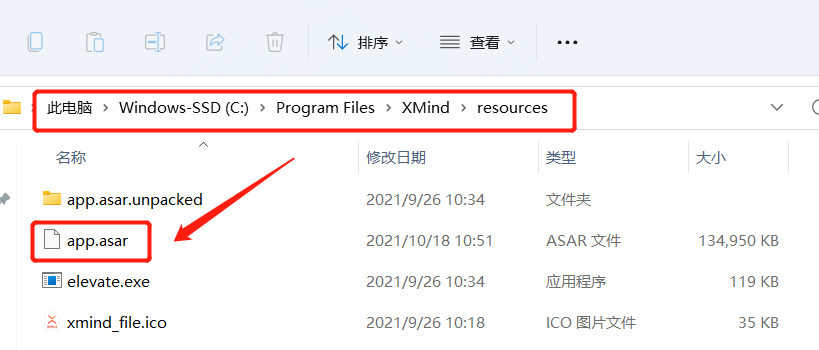 排序 查看
此电脑 > Windows-SSD (C:) > Program Files > XMind > resources
名称 修改日期 类型 大小
app.asar.unpacked 2021/9/26 10:34 文件夹
app.asar 2021/10/18 10:51 ASAR 文件 134,950 KB
elevate.exe 2021/9/26 10:34 应用程序 119 KB
xmind_file.ico 2021/9/26 10:18 ICO 图片文件 35 KB